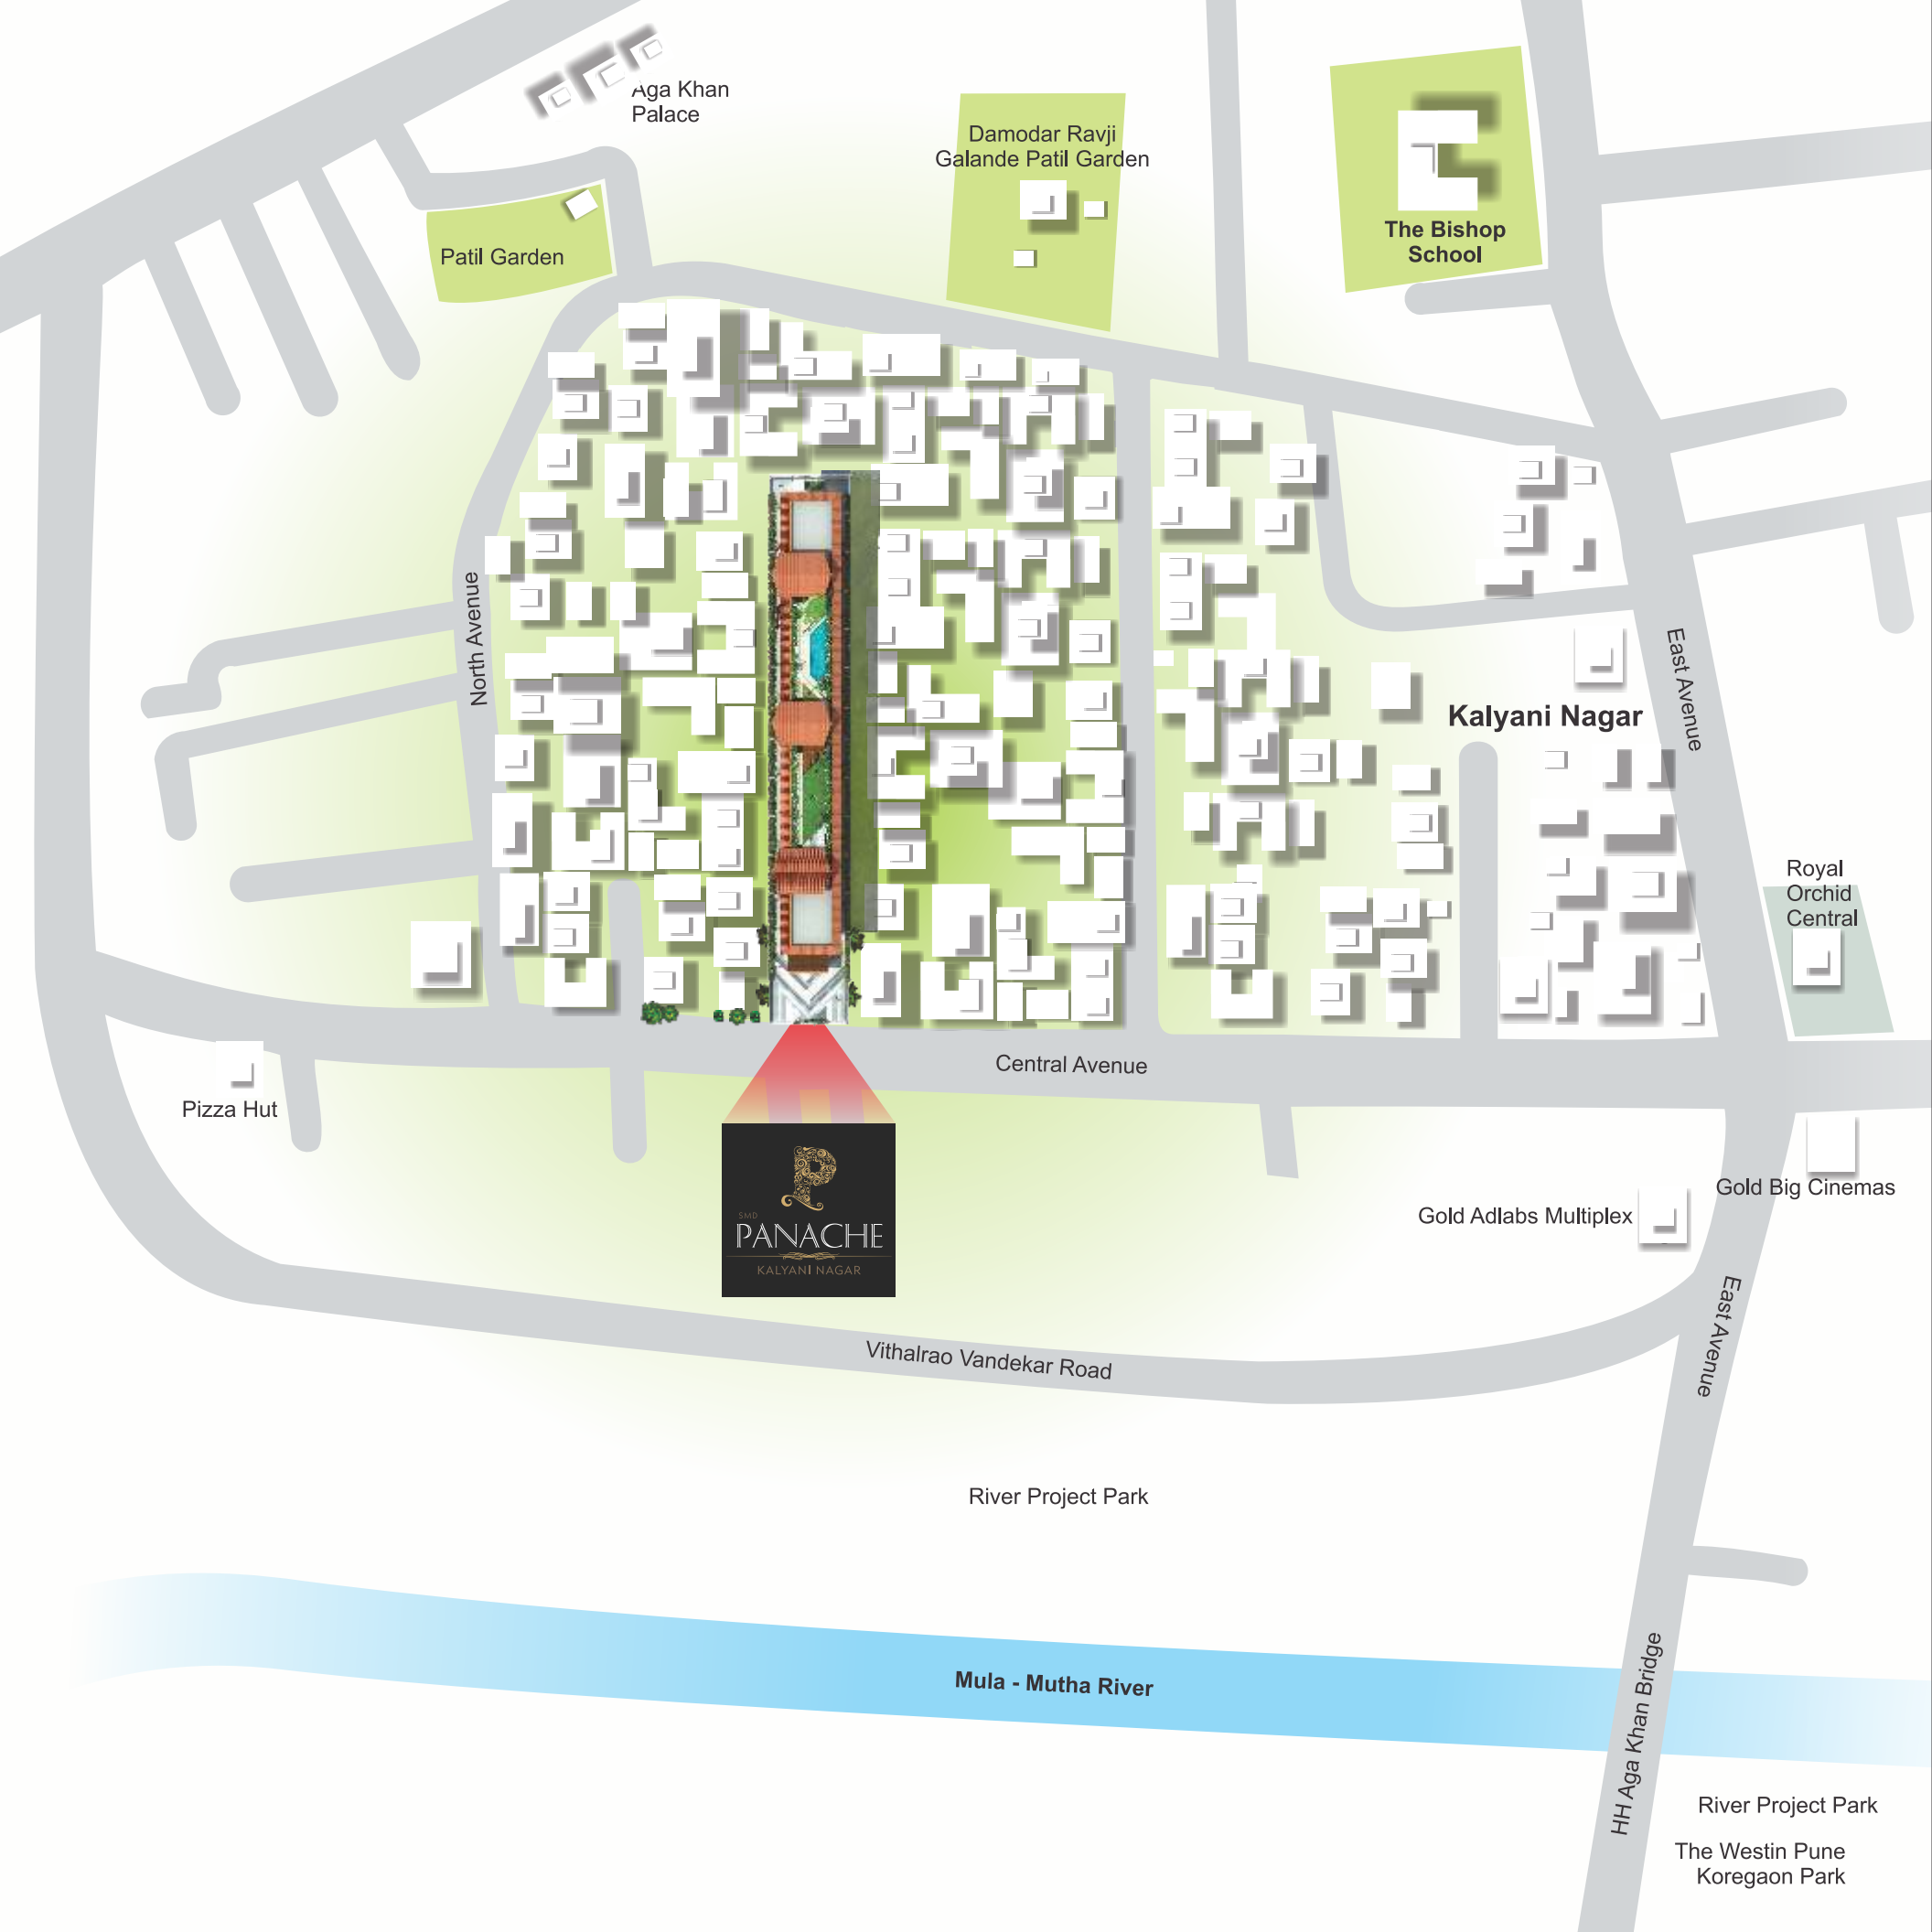 Aga Khan
Palace
Damodar Ravji
Galande Patil Garden
The Bishop
School
Patil Garden
North Avenue
East Avenue
Kalyani Nagar
Royal
Orchid
Central
Central Avenue
Pizza Hut
P
SMD
PANACHE
KALYANI NAGAR
Gold Big Cinemas
Gold Adlabs Multiplex
East Avenue
Vithalrao Vandekar Road
River Project Park
Mula - Mutha River
HH Aga Khan Bridge
River Project Park
The Westin Pune
Koregaon Park